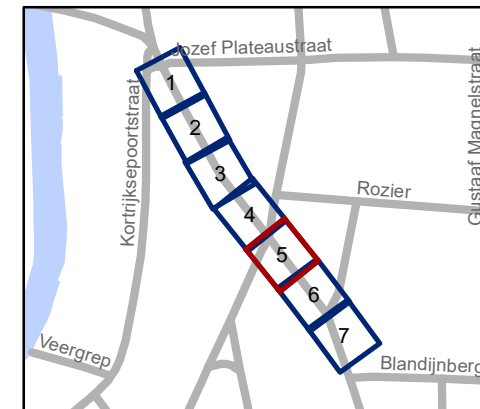 Jozef Plateaustraat
1
2
3
4
5
6
7
Kortrijksepoortstraat
Gustaaf Magnelstraat
Rozier
Veergrep
Blandijnberg